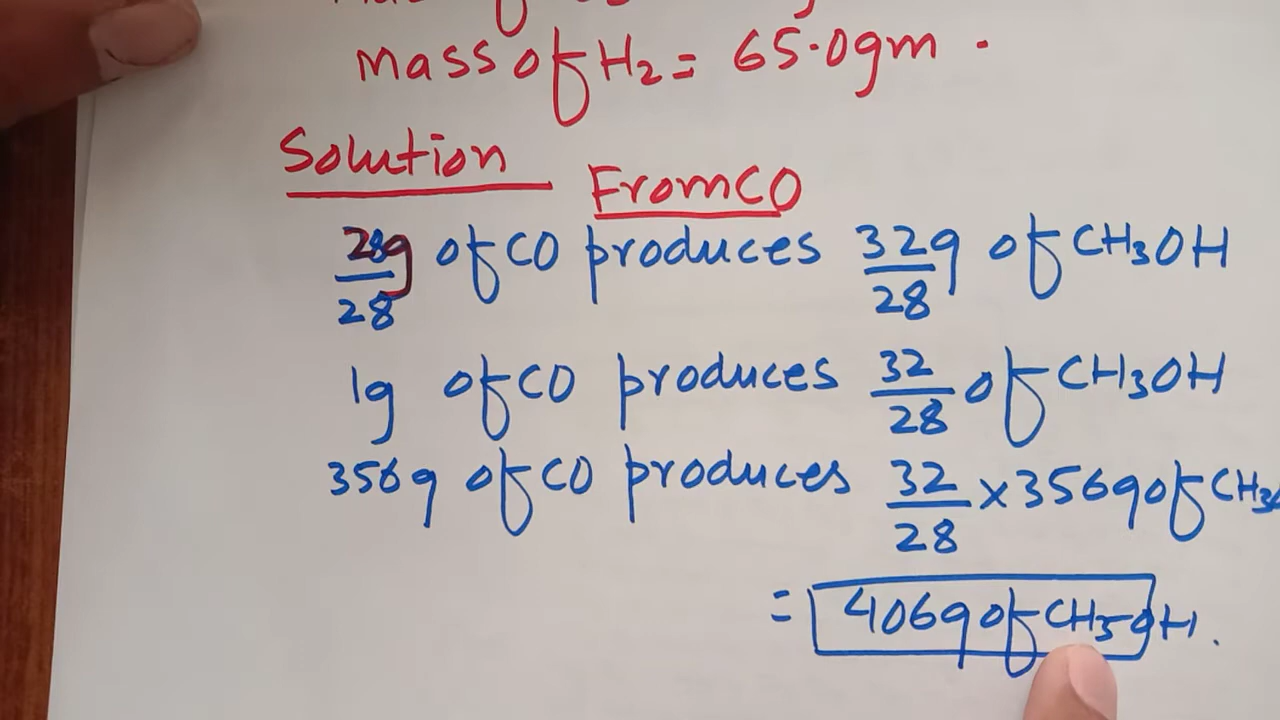 mass of H2 = 65.0gm.
Solution
From CO
28g/28 of CO produces 32g/28 of CH3OH
1g of CO produces 32/28 of CH3OH
356g of CO produces 32/28 x 356g of CH3
= 406g of CH3OH.